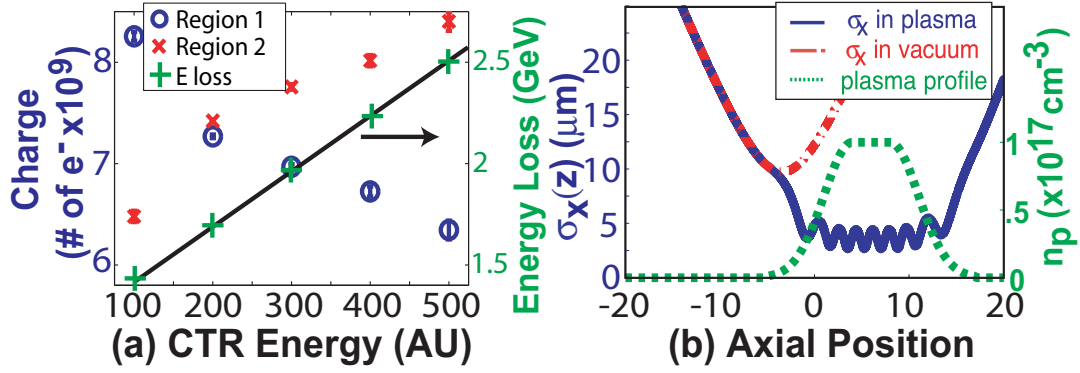 Region 1
Region 2
E loss
8
7
6
Charge
(# of e⁻x10⁹)
2.5
2
1.5
Energy Loss (GeV)
100 200 300 400 500
(a) CTR Energy (AU)
σx in plasma
σx in vacuum
plasma profile
20
15
10
5
0
σx(z) (μm)
1
.5
0
np (x10¹⁷cm⁻³)
-20 -10 0 10 20
(b) Axial Position